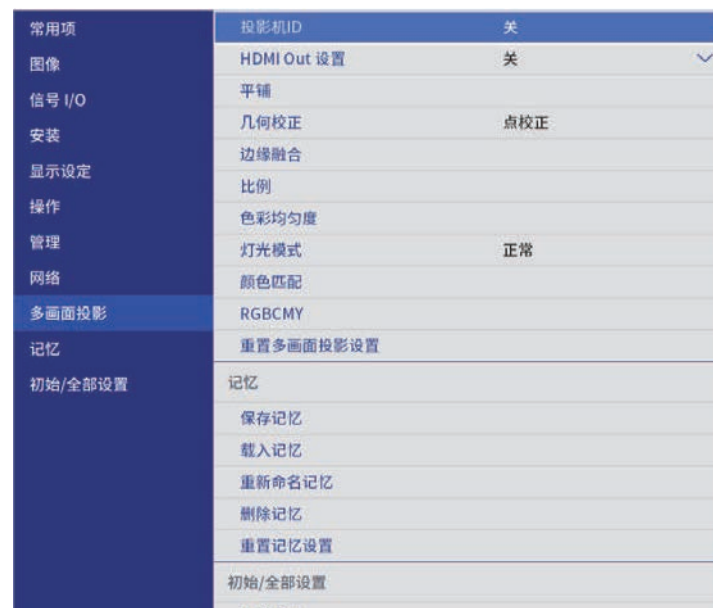 常用项
图像
信号 I/O
安装
显示设定
操作
管理
网络
多画面投影
记忆
初始/全部设置
投影机ID 关
HDMI Out 设置 关
平铺
几何校正 点校正
边缘融合
比例
色彩均匀度
灯光模式 正常
颜色匹配
RGBCMY
重置多画面投影设置
记忆
保存记忆
载入记忆
重新命名记忆
删除记忆
重置记忆设置
初始/全部设置